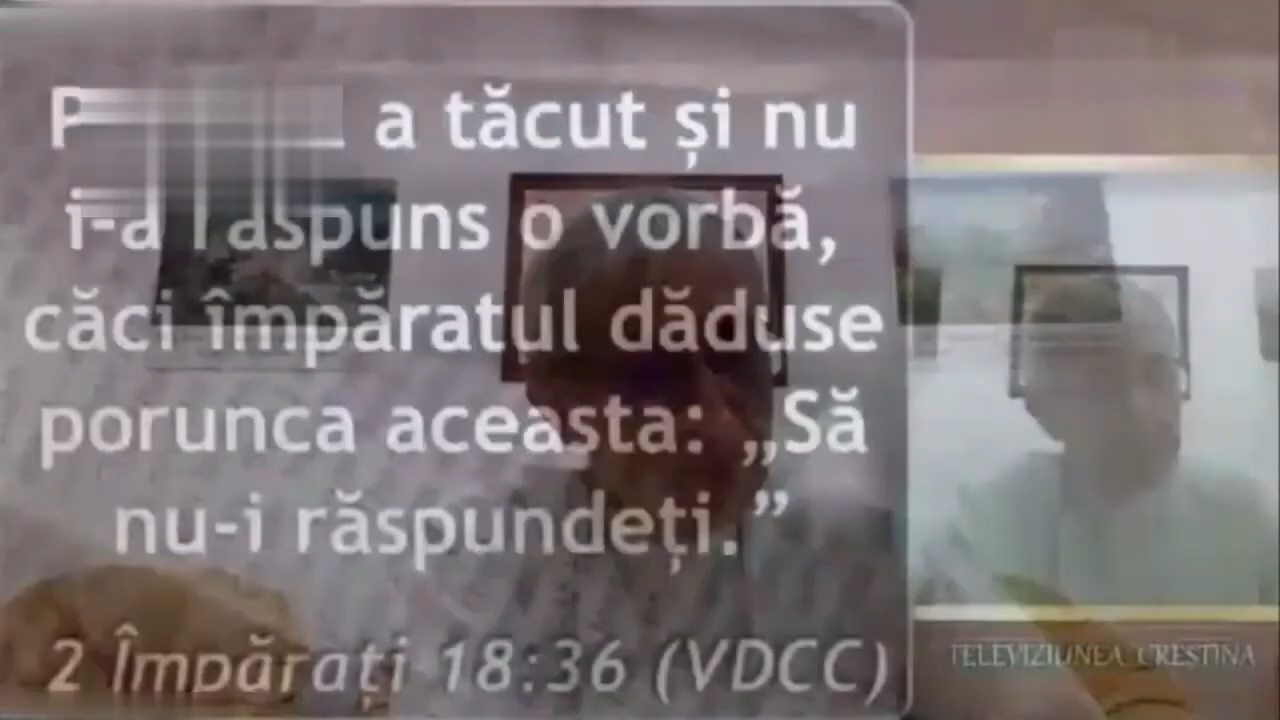 a tăcut și nu
i-a răspuns o vorbă,
căci împăratul dăduse
porunca aceasta: „Să
nu-i răspundeți.”
2 Împărați 18:36 (VDCC)
TELEVIZIUNEA CRESTINA